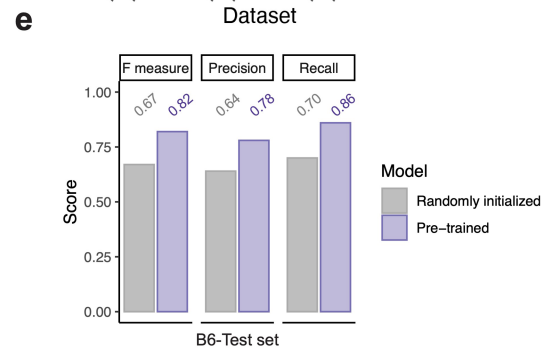 e
Dataset
F measure
Precision
Recall
1.00
0.75
0.50
0.25
0.00
Score
0.67
0.82
0.64
0.78
0.70
0.86
B6-Test set
Model
Randomly initialized
Pre−trained